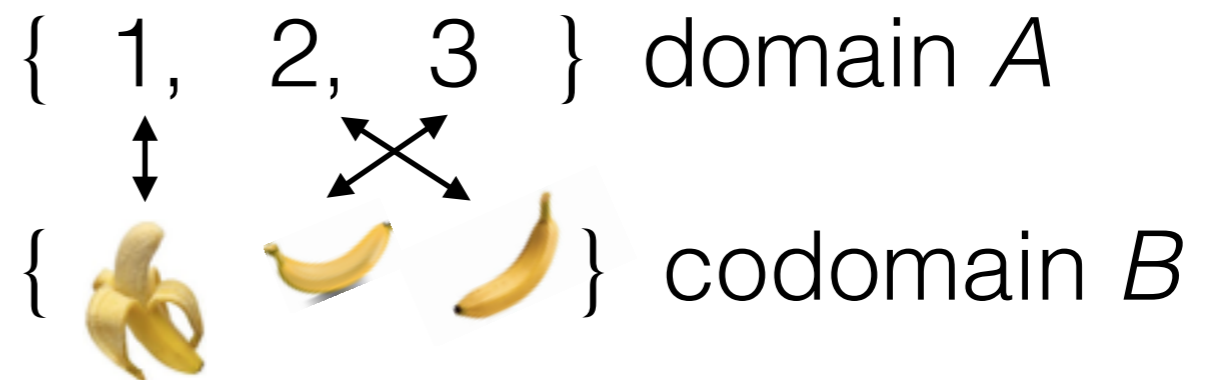 { 1, 2, 3 } domain A
{ } codomain B